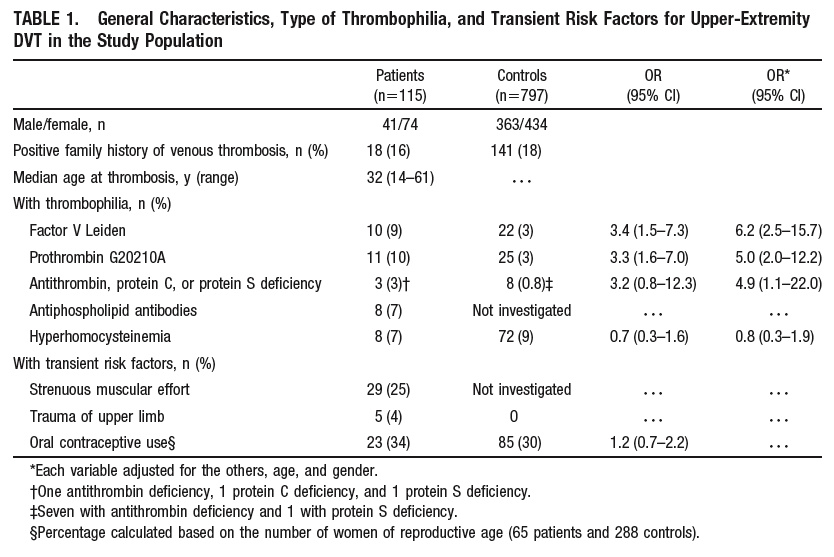 TABLE 1. General Characteristics, Type of Thrombophilia, and Transient Risk Factors for Upper-Extremity
DVT in the Study Population
Patients Controls OR OR*
(n=115) (n=797) (95% CI) (95% CI)
Male/female, n 41/74 363/434
Positive family history of venous thrombosis, n (%) 18 (16) 141 (18)
Median age at thrombosis, y (range) 32 (14–61) ...
With thrombophilia, n (%)
Factor V Leiden 10 (9) 22 (3) 3.4 (1.5–7.3) 6.2 (2.5–15.7)
Prothrombin G20210A 11 (10) 25 (3) 3.3 (1.6–7.0) 5.0 (2.0–12.2)
Antithrombin, protein C, or protein S deficiency 3 (3)† 8 (0.8)‡ 3.2 (0.8–12.3) 4.9 (1.1–22.0)
Antiphospholipid antibodies 8 (7) Not investigated ... ...
Hyperhomocysteinemia 8 (7) 72 (9) 0.7 (0.3–1.6) 0.8 (0.3–1.9)
With transient risk factors, n (%)
Strenuous muscular effort 29 (25) Not investigated ... ...
Trauma of upper limb 5 (4) 0 ... ...
Oral contraceptive use§ 23 (34) 85 (30) 1.2 (0.7–2.2) ...
*Each variable adjusted for the others, age, and gender.
†One antithrombin deficiency, 1 protein C deficiency, and 1 protein S deficiency.
‡Seven with antithrombin deficiency and 1 with protein S deficiency.
§Percentage calculated based on the number of women of reproductive age (65 patients and 288 controls).